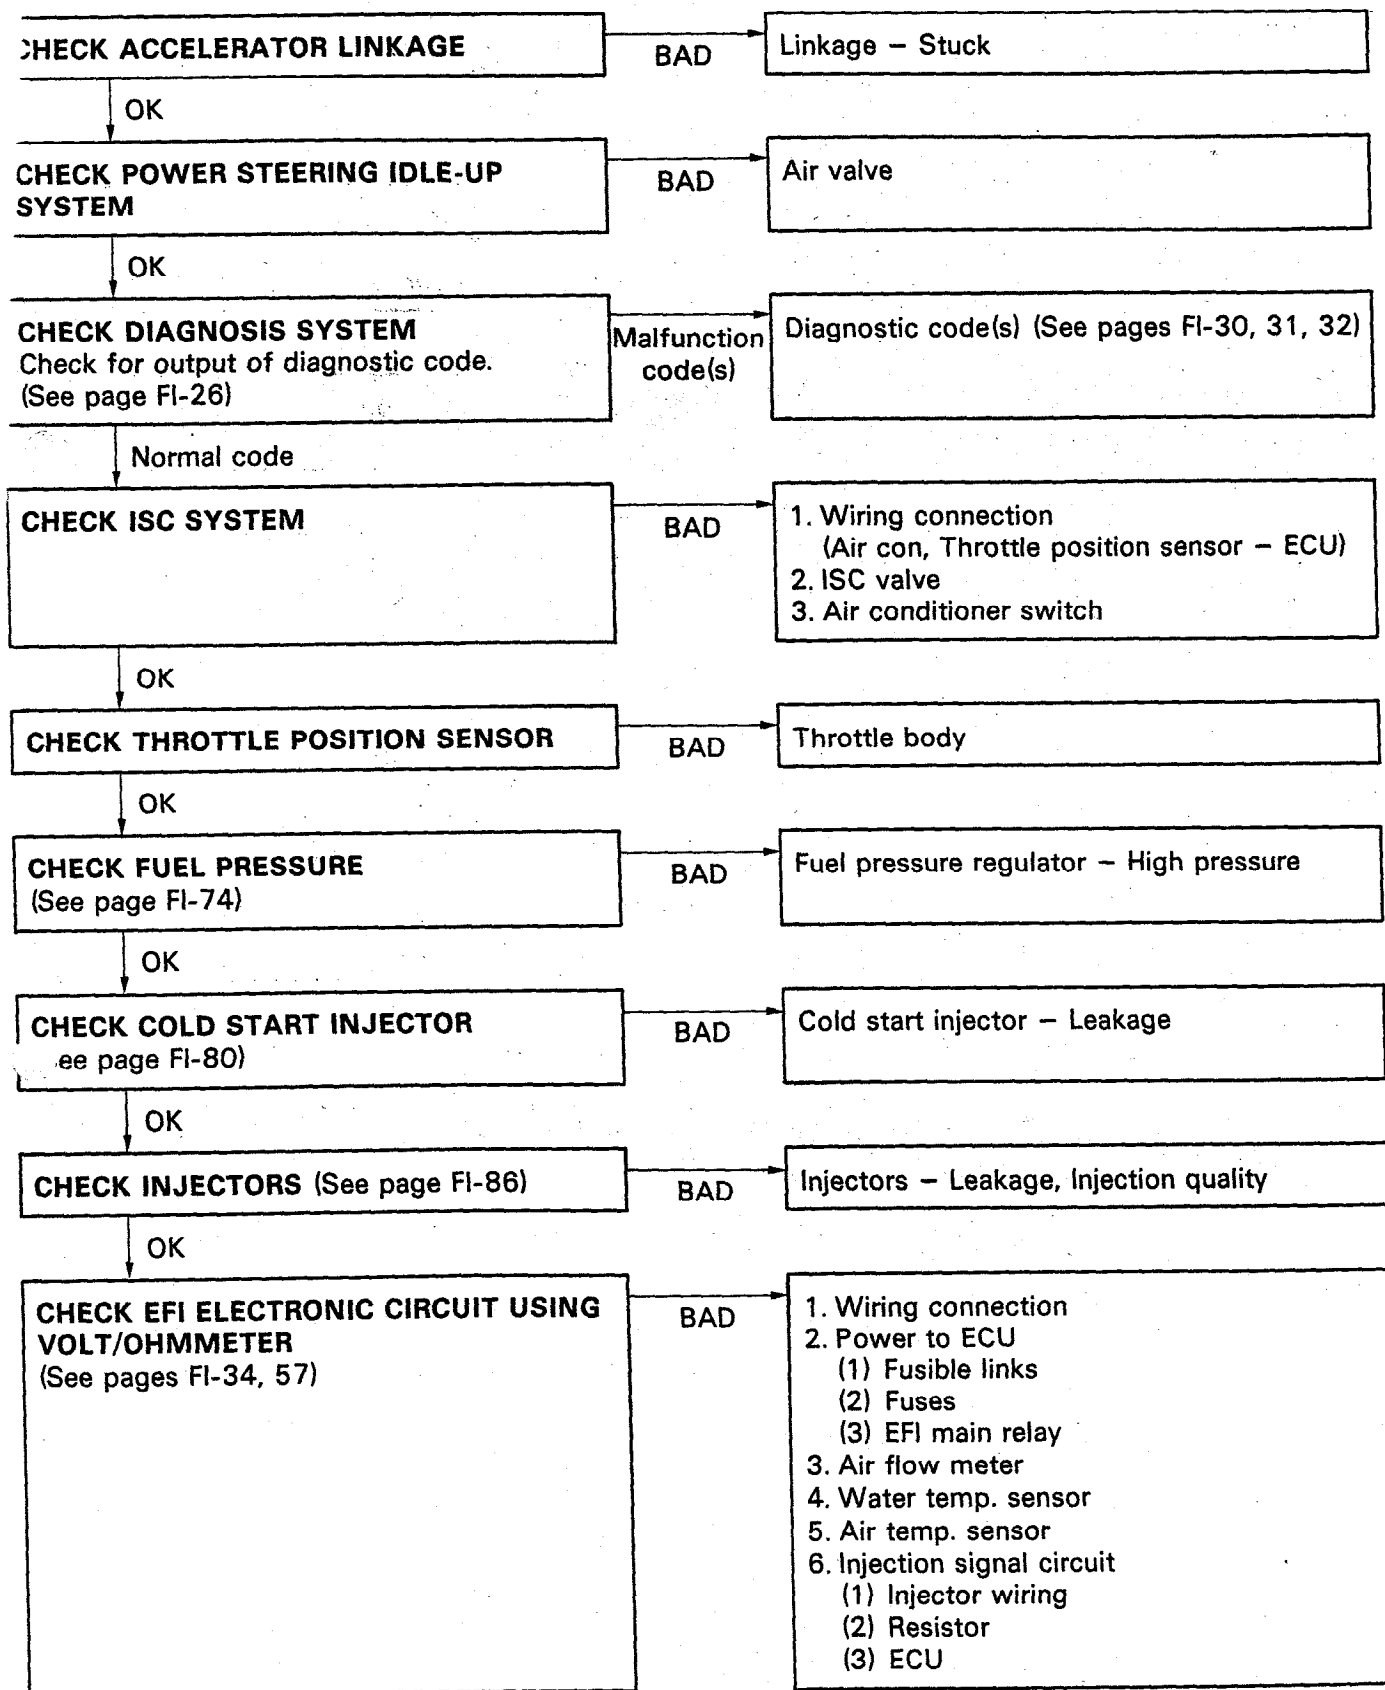 CHECK ACCELERATOR LINKAGE
BAD
Linkage – Stuck
OK
CHECK POWER STEERING IDLE-UP
SYSTEM
BAD
Air valve
OK
CHECK DIAGNOSIS SYSTEM
Check for output of diagnostic code.
(See page FI-26)
Malfunction
code(s)
Diagnostic code(s) (See pages FI-30, 31, 32)
Normal code
CHECK ISC SYSTEM
BAD
1. Wiring connection
(Air con, Throttle position sensor – ECU)
2. ISC valve
3. Air conditioner switch
OK
CHECK THROTTLE POSITION SENSOR
BAD
Throttle body
OK
CHECK FUEL PRESSURE
(See page FI-74)
BAD
Fuel pressure regulator – High pressure
OK
CHECK COLD START INJECTOR
ee page FI-80)
BAD
Cold start injector – Leakage
OK
CHECK INJECTORS (See page FI-86)
BAD
Injectors – Leakage, Injection quality
OK
CHECK EFI ELECTRONIC CIRCUIT USING
VOLT/OHMMETER
(See pages FI-34, 57)
BAD
1. Wiring connection
2. Power to ECU
(1) Fusible links
(2) Fuses
(3) EFI main relay
3. Air flow meter
4. Water temp. sensor
5. Air temp. sensor
6. Injection signal circuit
(1) Injector wiring
(2) Resistor
(3) ECU